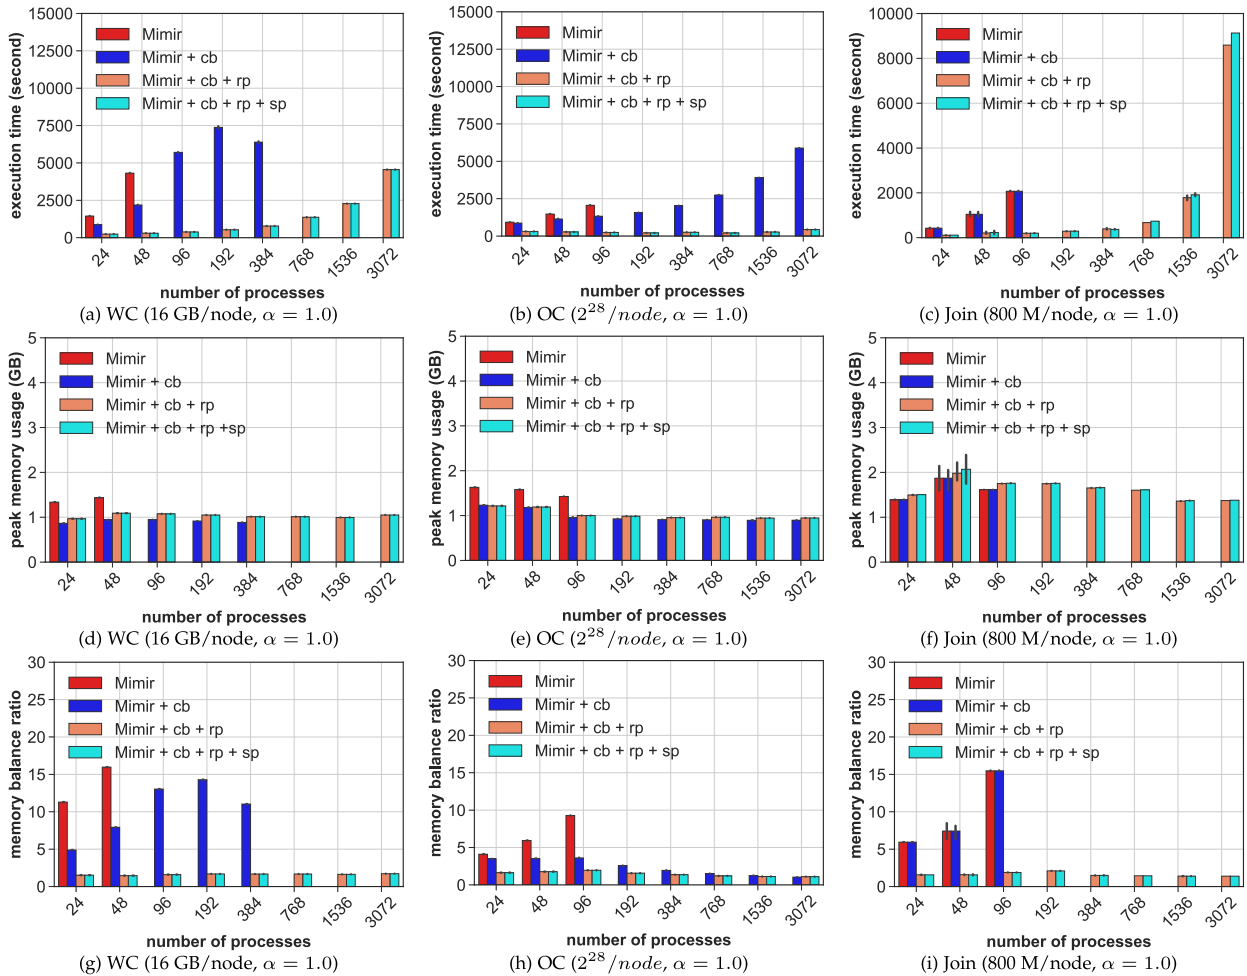 execution time (second)
15000
12500
10000
7500
5000
2500
0
Mimir
Mimir + cb
Mimir + cb + rp
Mimir + cb + rp + sp
24 48 96 192 384 768 1536 3072
number of processes
(a) WC (16 GB/node, α = 1.0)
execution time (second)
15000
12500
10000
7500
5000
2500
0
Mimir
Mimir + cb
Mimir + cb + rp
Mimir + cb + rp + sp
24 48 96 192 384 768 1536 3072
number of processes
(b) OC (2^28/node, α = 1.0)
execution time (second)
10000
8000
6000
4000
2000
0
Mimir
Mimir + cb
Mimir + cb + rp
Mimir + cb + rp + sp
24 48 96 192 384 768 1536 3072
number of processes
(c) Join (800 M/node, α = 1.0)
peak memory usage (GB)
5
4
3
2
1
0
Mimir
Mimir + cb
Mimir + cb + rp
Mimir + cb + rp +sp
24 48 96 192 384 768 1536 3072
number of processes
(d) WC (16 GB/node, α = 1.0)
peak memory usage (GB)
5
4
3
2
1
0
Mimir
Mimir + cb
Mimir + cb + rp
Mimir + cb + rp + sp
24 48 96 192 384 768 1536 3072
number of processes
(e) OC (2^28/node, α = 1.0)
peak memory usage (GB)
5
4
3
2
1
0
Mimir
Mimir + cb
Mimir + cb + rp
Mimir + cb + rp + sp
24 48 96 192 384 768 1536 3072
number of processes
(f) Join (800 M/node, α = 1.0)
memory balance ratio
30
25
20
15
10
5
0
Mimir
Mimir + cb
Mimir + cb + rp
Mimir + cb + rp + sp
24 48 96 192 384 768 1536 3072
number of processes
(g) WC (16 GB/node, α = 1.0)
memory balance ratio
30
25
20
15
10
5
0
Mimir
Mimir + cb
Mimir + cb + rp
Mimir + cb + rp + sp
24 48 96 192 384 768 1536 3072
number of processes
(h) OC (2^28/node, α = 1.0)
memory balance ratio
30
25
20
15
10
5
0
Mimir
Mimir + cb
Mimir + cb + rp
Mimir + cb + rp + sp
24 48 96 192 384 768 1536 3072
number of processes
(i) Join (800 M/node, α = 1.0)